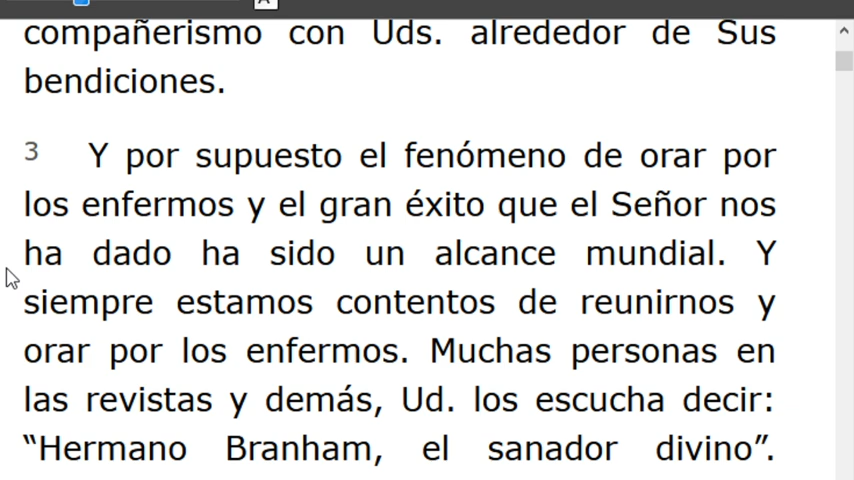 compañerismo con Uds. alrededor de Sus
bendiciones.
3 Y por supuesto el fenómeno de orar por
los enfermos y el gran éxito que el Señor nos
ha dado ha sido un alcance mundial. Y
siempre estamos contentos de reunirnos y
orar por los enfermos. Muchas personas en
las revistas y demás, Ud. los escucha decir:
“Hermano Branham, el sanador divino”.